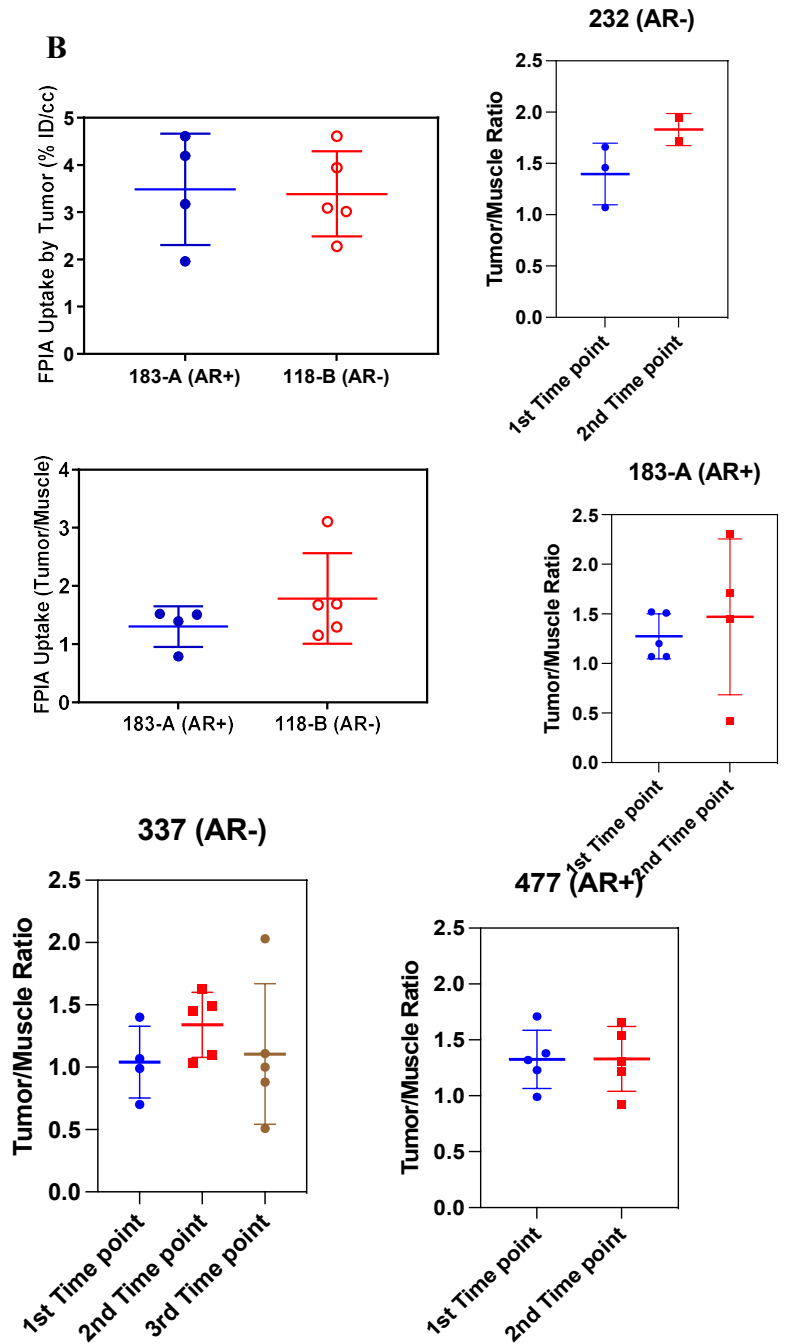 B
FPIA Uptake by Tumor (% ID/cc)
5
4
3
2
1
0
183-A (AR+)
118-B (AR-)
232 (AR-)
Tumor/Muscle Ratio
2.5
2.0
1.5
1.0
0.5
0.0
1st Time point
2nd Time point
FPIA Uptake (Tumor/Muscle)
4
3
2
1
0
183-A (AR+)
118-B (AR-)
183-A (AR+)
Tumor/Muscle Ratio
2.5
2.0
1.5
1.0
0.5
0.0
1st Time point
2nd Time point
337 (AR-)
Tumor/Muscle Ratio
2.5
2.0
1.5
1.0
0.5
0.0
1st Time point
2nd Time point
3rd Time point
477 (AR+)
Tumor/Muscle Ratio
2.5
2.0
1.5
1.0
0.5
0.0
1st Time point
2nd Time point